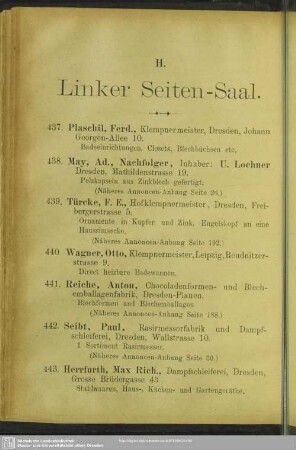 H.
Linker Seiten-Saal.
437. Plaschil, Ferd., Klempnermeister, Dresden, Johann
Georgen-Allee 10.
Badeeinrichtungen, Closets, Blechbüchsen etc.
438. May, Ad., Nachfolger, Inhaber: U. Lochner
Dresden, Mathildenstrasse 19.
Pelzkapseln aus Zinkblech gefertigt.
(Näheres Annoncen-Anhang Seite 24.)
439. Türcke, F. E., Hofklempnermeister, Dresden, Frei-
bergerstrasse 5,
Ornamente in Kupfer und Zink, Engelskopf an eine
Haussimsecke.
(Näheres Annoncen-Anhang Seite 192.)
440 Wagner, Otto, Klempnermeister, Leipzig, Reudnitzer-
strasse 9,
Direct heizbare Badewannen.
441. Reiche, Anton, Chocoladenformen- und Blech-
emballagenfabrik, Dresden-Plauen.
Blechformen und Blechemballagen
(Näheres Annoncen-Anhang Seite 188.)
442. Seibt, Paul, Rasirmesserfabrik und Dampf-
schleiferei, Dresden, Wallstrasse 10.
1 Sortiment Rasirmesser.
(Näheres Annoncen-Anhang Seite 80.)
443. Herrfurth, Max Rich., Dampfschleiferei, Dresden,
Grosse Brüdergasse 43
Stahlwaaren, Haus-, Küchen- und Gartengeräthe.